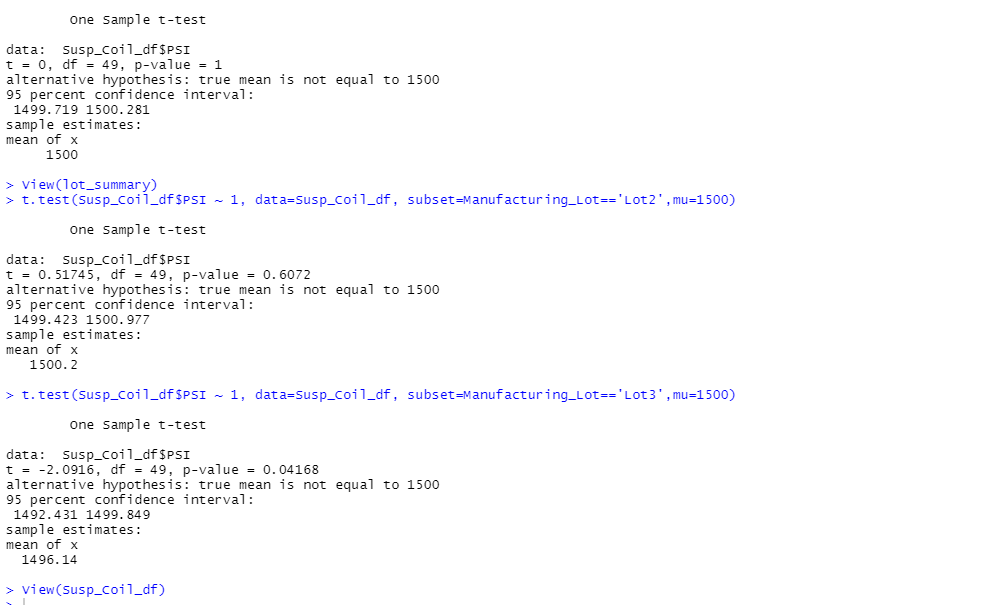 One Sample t-test
data:  Susp_Coil_df$PSI
t = 0, df = 49, p-value = 1
alternative hypothesis: true mean is not equal to 1500
95 percent confidence interval:
 1499.719 1500.281
sample estimates:
mean of x
     1500
> View(lot_summary)
> t.test(Susp_Coil_df$PSI ~ 1, data=Susp_Coil_df, subset=Manufacturing_Lot=='Lot2',mu=1500)
One Sample t-test
data:  Susp_Coil_df$PSI
t = 0.51745, df = 49, p-value = 0.6072
alternative hypothesis: true mean is not equal to 1500
95 percent confidence interval:
 1499.423 1500.977
sample estimates:
mean of x
   1500.2
> t.test(Susp_Coil_df$PSI ~ 1, data=Susp_Coil_df, subset=Manufacturing_Lot=='Lot3',mu=1500)
One Sample t-test
data:  Susp_Coil_df$PSI
t = -2.0916, df = 49, p-value = 0.04168
alternative hypothesis: true mean is not equal to 1500
95 percent confidence interval:
 1492.431 1499.849
sample estimates:
mean of x
  1496.14
> View(Susp_Coil_df)
>